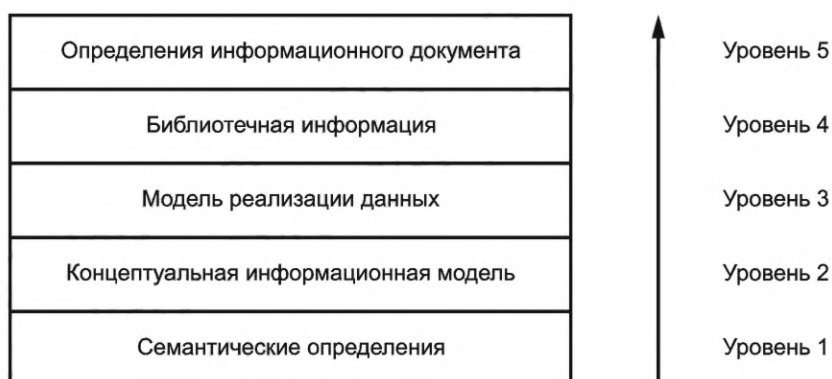 Определения информационного документа Уровень 5
Библиотечная информация Уровень 4
Модель реализации данных Уровень 3
Концептуальная информационная модель Уровень 2
Семантические определения Уровень 1